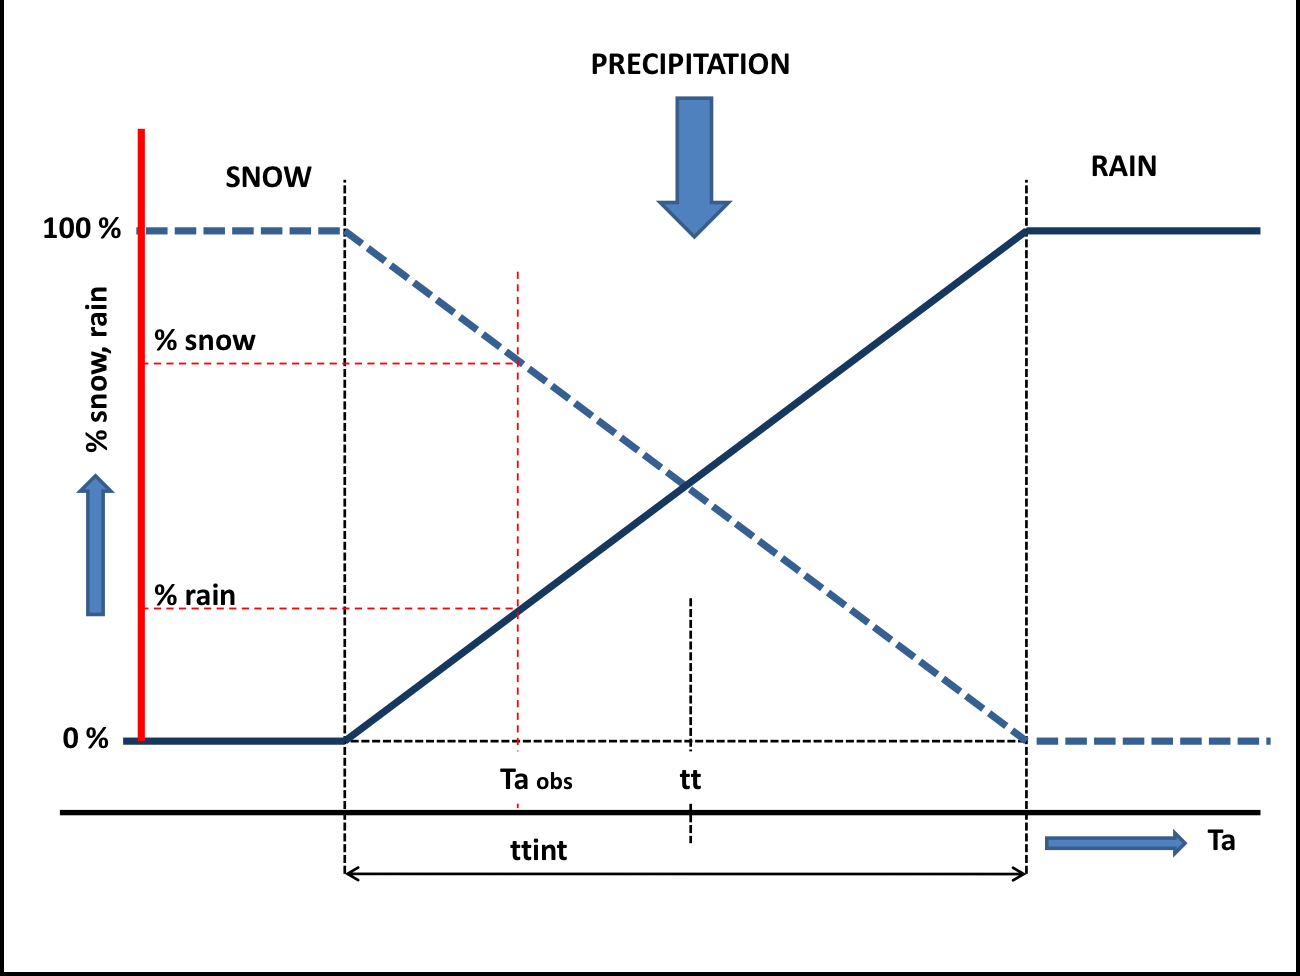 PRECIPITATION
SNOW
RAIN
100 %
% snow, rain
% snow
% rain
0 %
Ta obs
tt
ttint
Ta